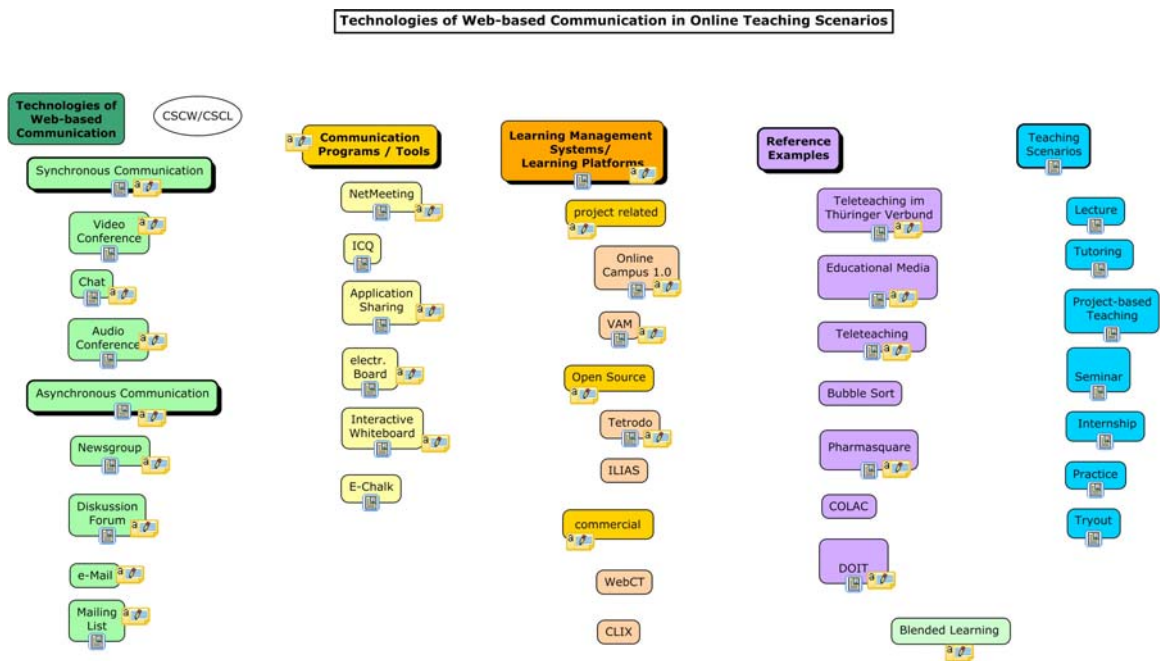 Technologies of Web-based Communication in Online Teaching Scenarios
Technologies of
Web-based
Communication
CSCW/CSCL
Synchronous Communication
Video
Conference
Chat
Audio
Conference
Asynchronous Communication
Newsgroup
Diskussion
Forum
e-Mail
Mailing
List
Communication
Programs / Tools
NetMeeting
ICQ
Application
Sharing
electr.
Board
Interactive
Whiteboard
E-Chalk
Learning Management
Systems/
Learning Platforms
project related
Online
Campus 1.0
VAM
Open Source
Tetrodo
ILIAS
commercial
WebCT
CLIX
Reference
Examples
Teleteaching im
Thüringer Verbund
Educational Media
Teleteaching
Bubble Sort
Pharmasquare
COLAC
DOIT
Blended Learning
Teaching
Scenarios
Lecture
Tutoring
Project-based
Teaching
Seminar
Internship
Practice
Tryout